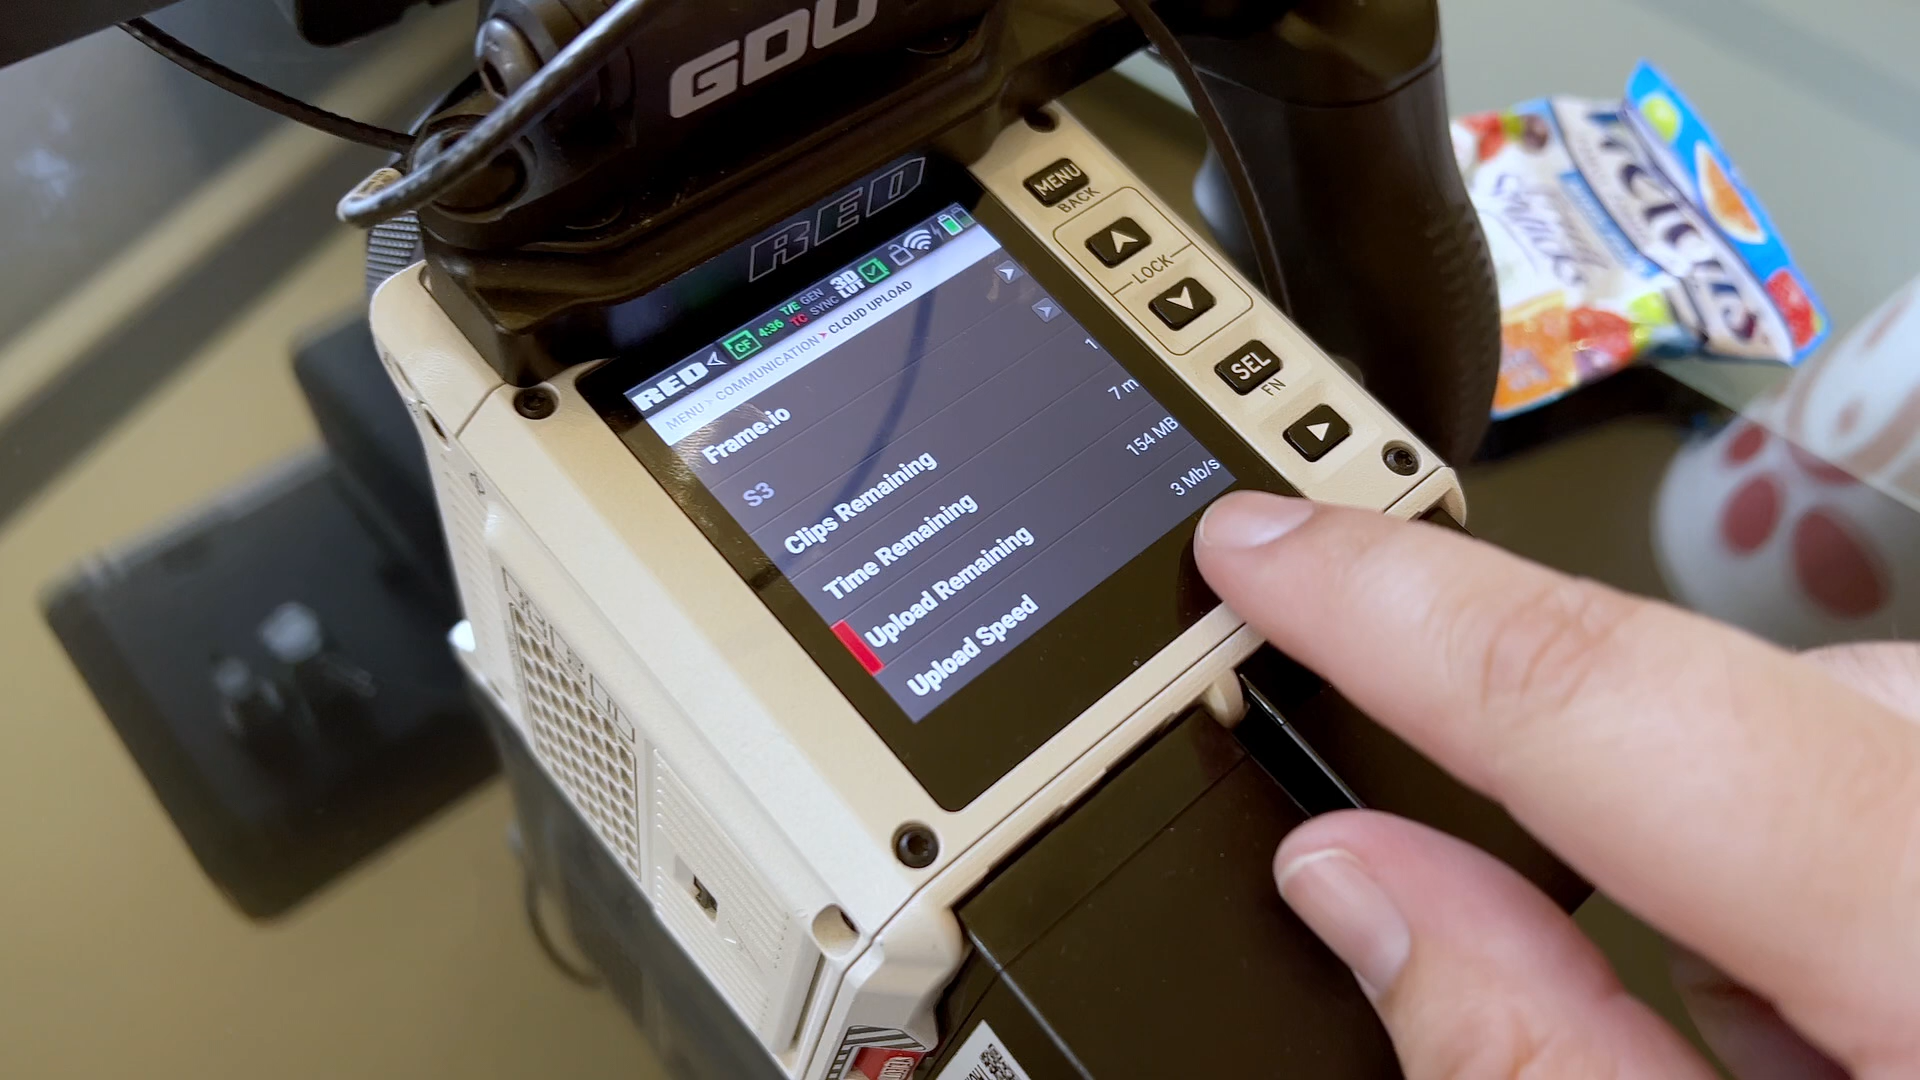 GDU
RED
RED
CF
4:36
T/E
TC
GEN
SYNC
3D
LUT
MENU > COMMUNICATION > CLOUD UPLOAD
Frame.io
S3
Clips Remaining 1
Time Remaining 7 m
Upload Remaining 154 MB
Upload Speed 3 Mb/s
MENU
BACK
LOCK
SEL
FN